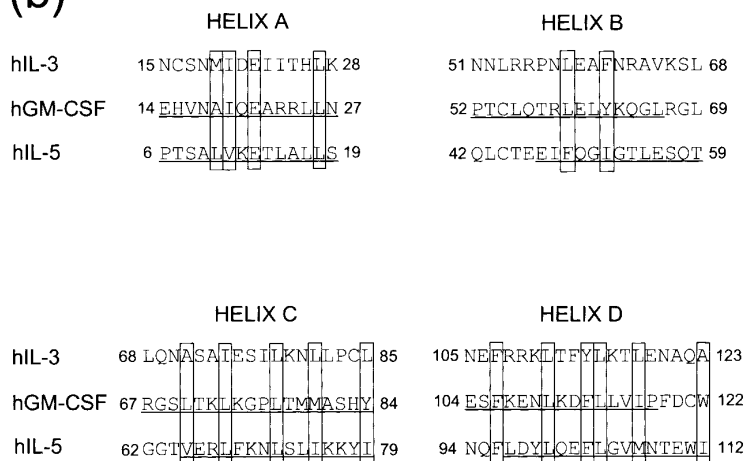 (b)
HELIX A HELIX B
hIL-3 15 NCSNMIDEIITHLK 28 51 NNLRRPNLEAFNRAVKSL 68
hGM-CSF 14 EHVNAIQEARRLLN 27 52 PTCLQTRLELYKQGLRGL 69
hIL-5 6 PTSALVKETLALLS 19 42 QLCTEEIFQGIGTLESQT 59
HELIX C HELIX D
hIL-3 68 LQNASAIESILKNLLPCL 85 105 NEFRRKLTFYLKTLENAQA 123
hGM-CSF 67 RGSLTKLKGPLTMMASHY 84 104 ESFKENLKDFLLVIPFDCW 122
hIL-5 62 GGTVERLFKNLSLIKKYI 79 94 NQFLDYLQEFLGVMNTEWI 112